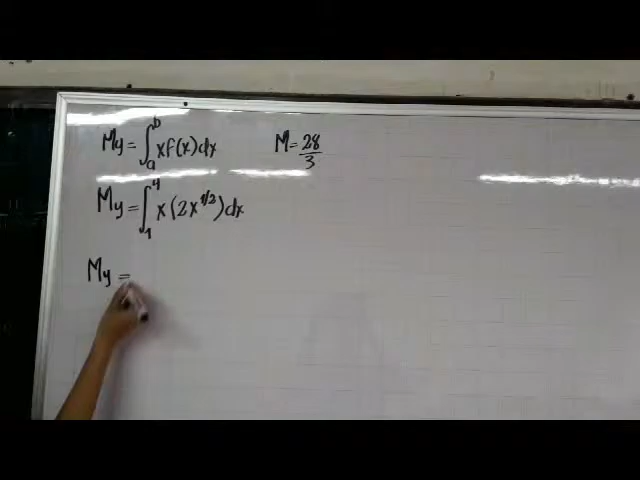 My = ∫_a^b xf(x)dx M = 28/3
My = ∫_1^4 x(2x^{1/2})dx
My =